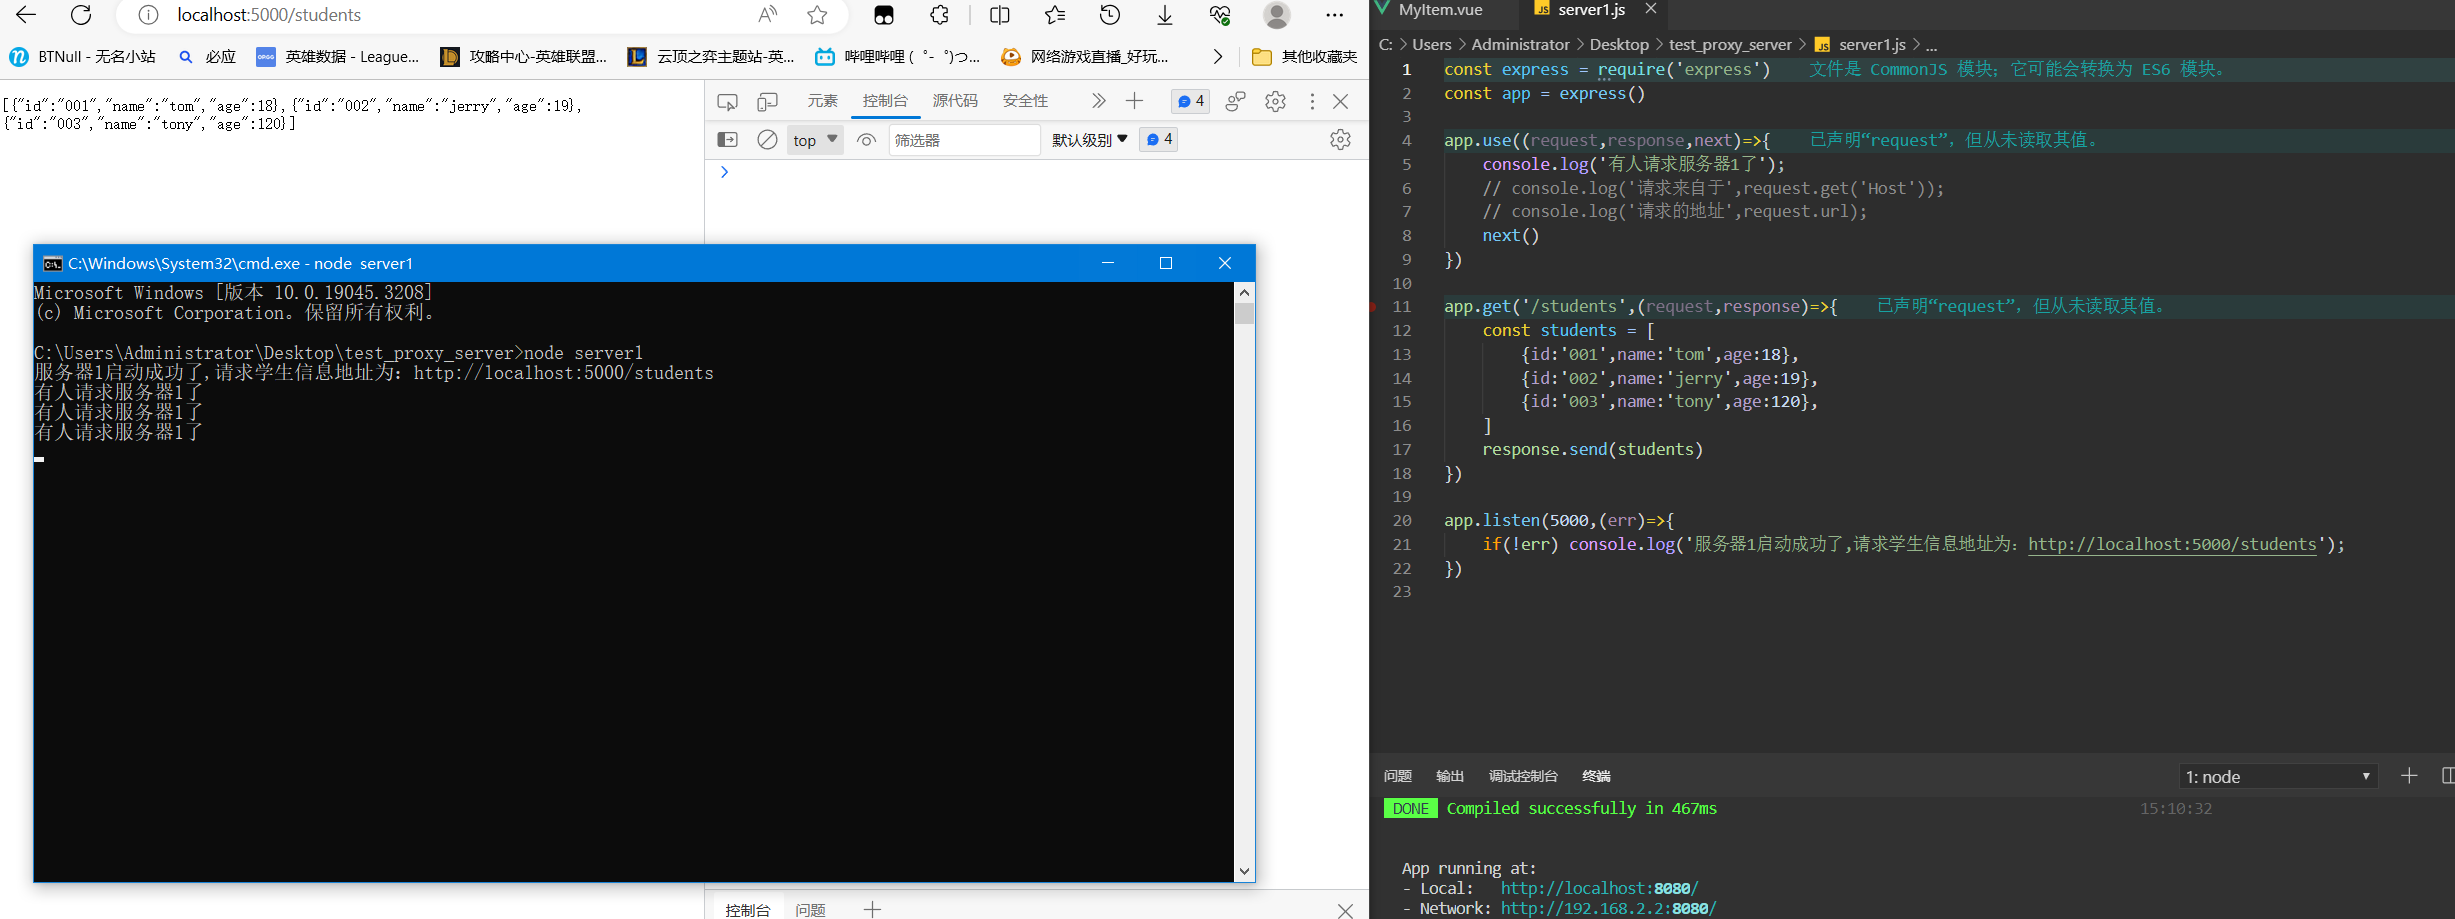 localhost:5000/students
BTNull - 无名小站
必应
英雄数据 - League...
攻略中心-英雄联盟...
云顶之弈主题站-英...
哔哩哔哩 (゜-゜)つ...
网络游戏直播_好玩...
其他收藏夹
[{"id":"001","name":"tom","age":18},{"id":"002","name":"jerry","age":19},
{"id":"003","name":"tony","age":120}]
元素
控制台
源代码
安全性
4
top
筛选器
默认级别
4
C:\Windows\System32\cmd.exe - node  server1
Microsoft Windows [版本 10.0.19045.3208]
(c) Microsoft Corporation。保留所有权利。
C:\Users\Administrator\Desktop\test_proxy_server>node server1
服务器1启动成功了,请求学生信息地址为：http://localhost:5000/students
有人请求服务器1了
有人请求服务器1了
有人请求服务器1了
控制台
问题
MyItem.vue
JS server1.js
C: > Users > Administrator > Desktop > test_proxy_server > JS server1.js > ...
1 const express = require('express') 文件是 CommonJS 模块；它可能会转换为 ES6 模块。
2 const app = express()
3
4 app.use((request,response,next)=>{ 已声明“request”，但从未读取其值。
5 console.log('有人请求服务器1了');
6 // console.log('请求来自于',request.get('Host'));
7 // console.log('请求的地址',request.url);
8 next()
9 })
10
11 app.get('/students',(request,response)=>{ 已声明“request”，但从未读取其值。
12 const students = [
13 {id:'001',name:'tom',age:18},
14 {id:'002',name:'jerry',age:19},
15 {id:'003',name:'tony',age:120},
16 ]
17 response.send(students)
18 })
19
20 app.listen(5000,(err)=>{
21 if(!err) console.log('服务器1启动成功了,请求学生信息地址为：http://localhost:5000/students');
22 })
23
问题
输出
调试控制台
终端
1: node
DONE Compiled successfully in 467ms
15:10:32
App running at:
- Local: http://localhost:8080/
- Network: http://192.168.2.2:8080/